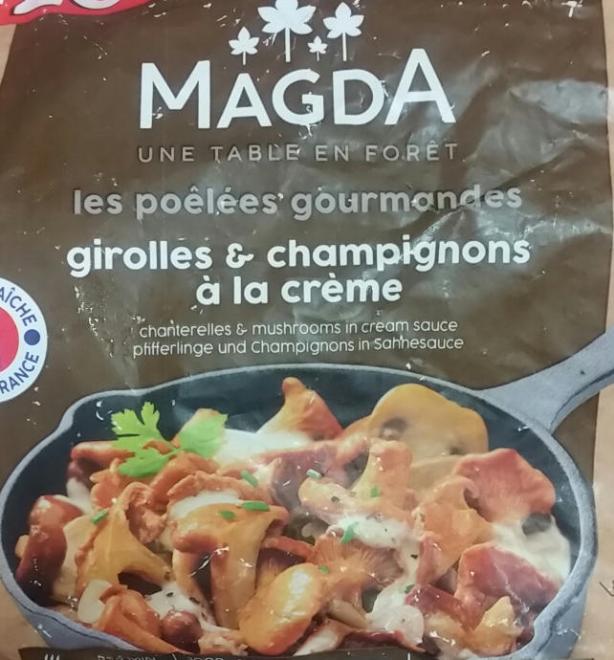 MAGDA
UNE TABLE EN FORÊT
les poêlées gourmandes
girolles & champignons
à la crème
chanterelles & mushrooms in cream sauce
pfifferlinge und Champignons in Sahnesauce